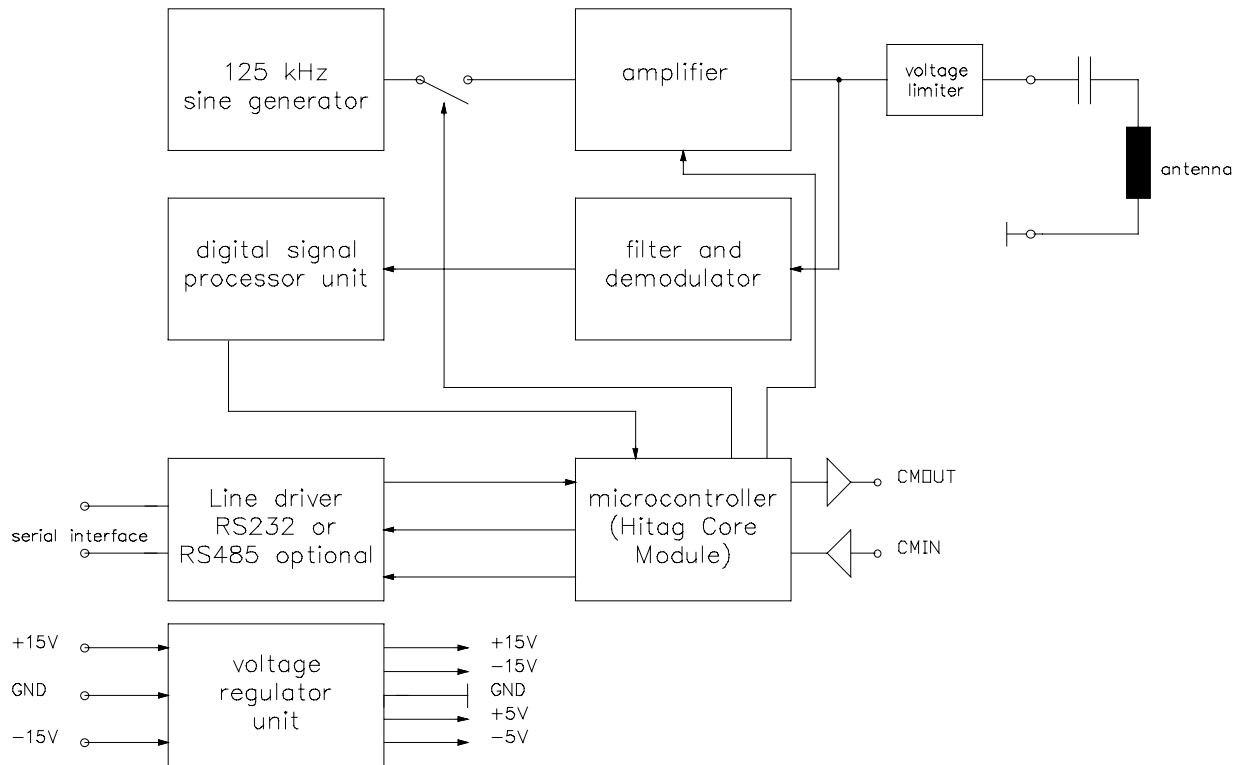 125 kHz
sine generator
amplifier
voltage
limiter
antenna
digital signal
processor unit
filter and
demodulator
Line driver
RS232 or
RS485 optional
serial interface
microcontroller
(Hitag Core
Module)
CMOUT
CMIN
+15V
GND
-15V
voltage
regulator
unit
+15V
-15V
GND
+5V
-5V